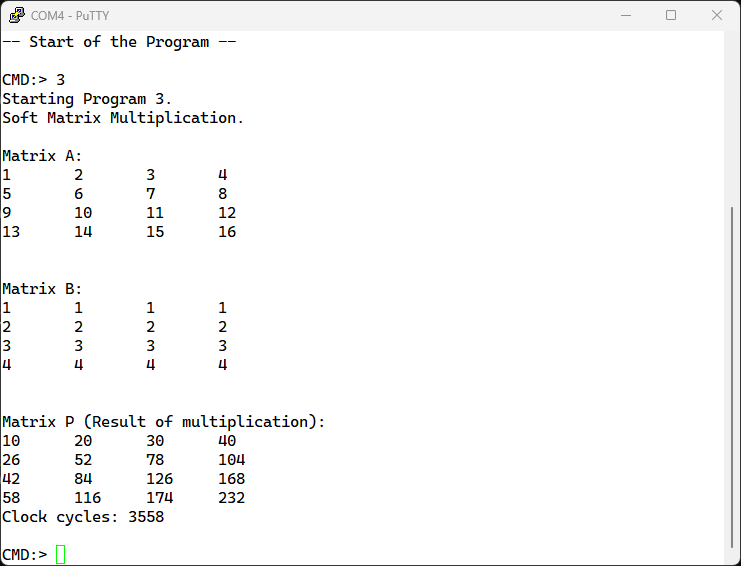 COM4 - PuTTY
-- Start of the Program --
CMD:> 3
Starting Program 3.
Soft Matrix Multiplication.
Matrix A:
1 2 3 4
5 6 7 8
9 10 11 12
13 14 15 16
Matrix B:
1 1 1 1
2 2 2 2
3 3 3 3
4 4 4 4
Matrix P (Result of multiplication):
10 20 30 40
26 52 78 104
42 84 126 168
58 116 174 232
Clock cycles: 3558
CMD:>